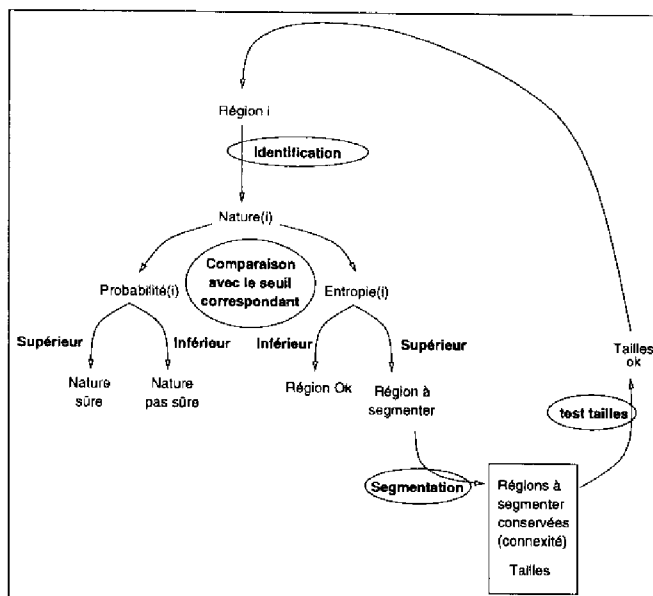 Région i
Identification
Nature(i)
Comparaison
avec le seuil
correspondant
Probabilité(i)
Entropie(i)
Supérieur
Inférieur
Inférieur
Supérieur
Nature
sûre
Nature
pas sûre
Région Ok
Région à
segmenter
Tailles
ok
test tailles
Segmentation
Régions à
segmenter
conservées
(connexité)
Tailles